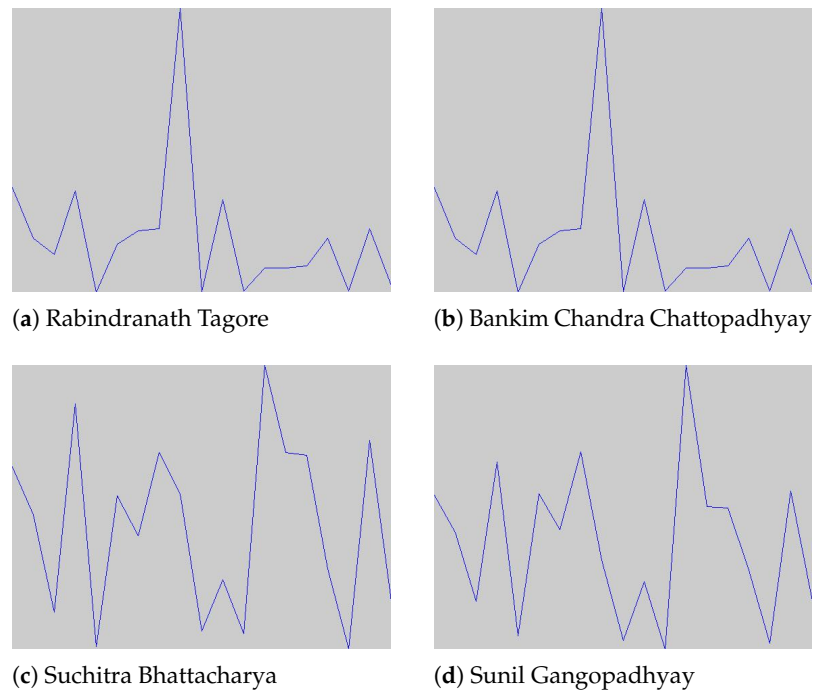 (a) Rabindranath Tagore
(b) Bankim Chandra Chattopadhyay
(c) Suchitra Bhattacharya
(d) Sunil Gangopadhyay